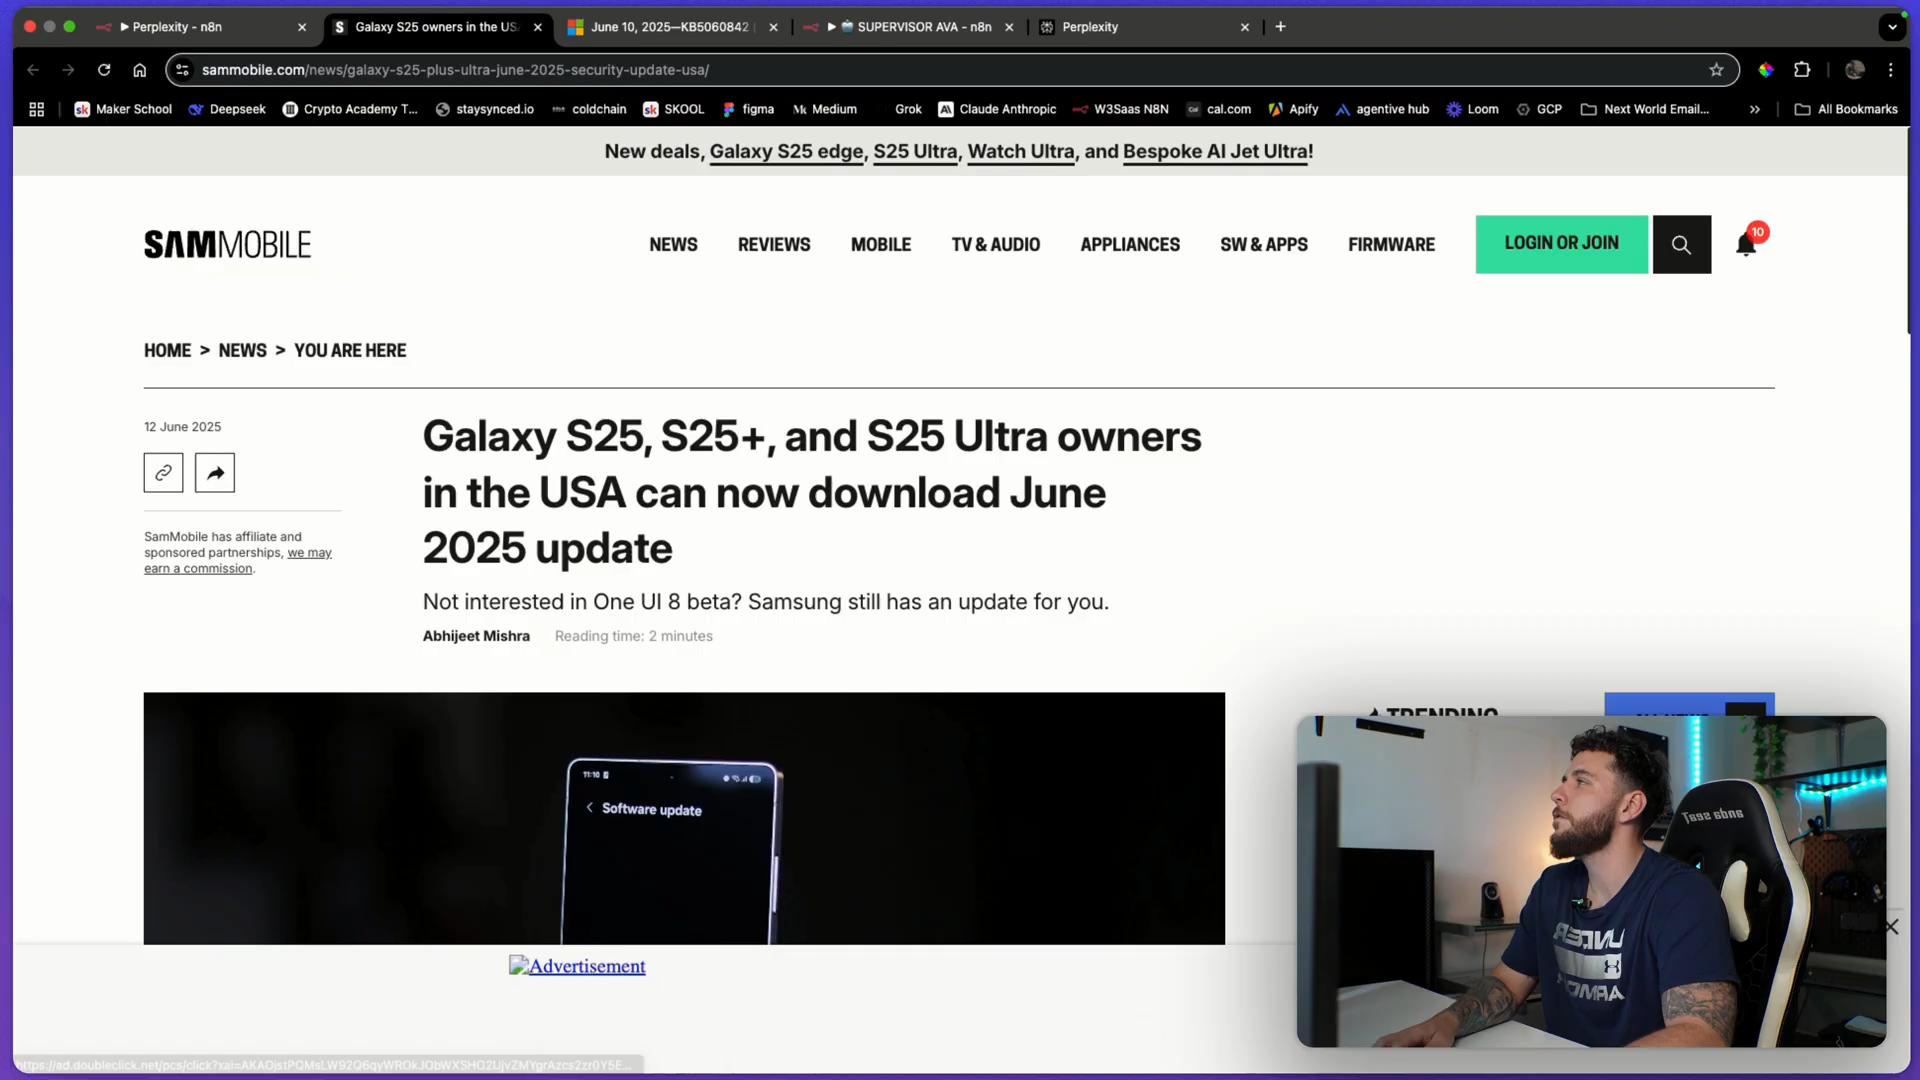 Perplexity - n8n
Galaxy S25 owners in the US
June 10, 2025—KB5060842
SUPERVISOR AVA - n8n
Perplexity
sammobile.com/news/galaxy-s25-plus-ultra-june-2025-security-update-usa/
Maker School
Deepseek
Crypto Academy T...
staysynced.io
coldchain
SKOOL
figma
Medium
Grok
Claude Anthropic
W3Saas N8N
cal.com
Apify
agentive hub
Loom
GCP
Next World Email...
All Bookmarks
New deals, Galaxy S25 edge, S25 Ultra, Watch Ultra, and Bespoke AI Jet Ultra!
SAMMOBILE
NEWS
REVIEWS
MOBILE
TV & AUDIO
APPLIANCES
SW & APPS
FIRMWARE
LOGIN OR JOIN
10
HOME > NEWS > YOU ARE HERE
12 June 2025
SamMobile has affiliate and
sponsored partnerships, we may
earn a commission.
Galaxy S25, S25+, and S25 Ultra owners
in the USA can now download June
2025 update
Not interested in One UI 8 beta? Samsung still has an update for you.
Abhijeet Mishra
Reading time: 2 minutes
11:10
Software update
TRENDING
Advertisement
UNDER
ARMOUR